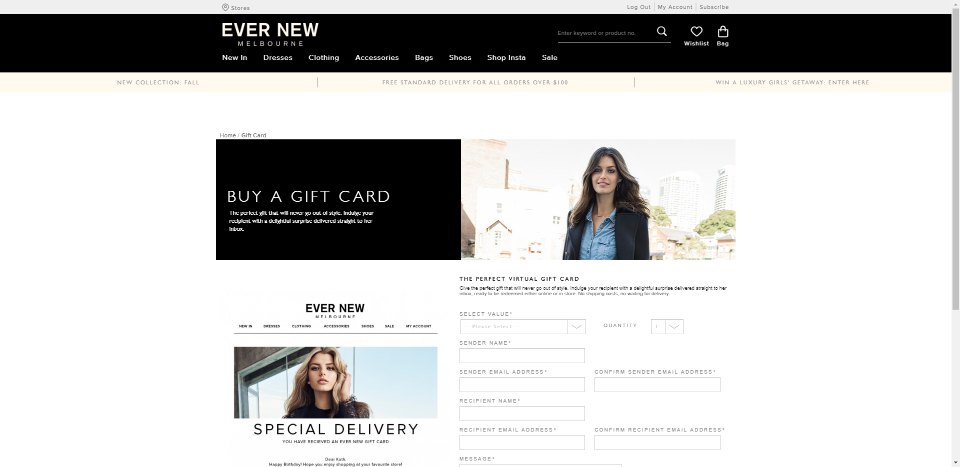 Stores
Log Out | My Account | Subscribe
EVER NEW
MELBOURNE
Enter keyword or product no.
Wishlist Bag
New In Dresses Clothing Accessories Bags Shoes Shop Insta Sale
NEW COLLECTION: FALL
FREE STANDARD DELIVERY FOR ALL ORDERS OVER $100
WIN A LUXURY GIRLS' GETAWAY: ENTER HERE
Home / Gift Card
BUY A GIFT CARD
The perfect gift that will never go out of style. Indulge your
recipient with a delightful surprise delivered straight to her
inbox.
THE PERFECT VIRTUAL GIFT CARD
Give the perfect gift that will never go out of style. Indulge your recipient with a delightful surprise delivered straight to her
inbox, ready to be redeemed either online or in store. No shipping cards, no waiting for delivery.
EVER NEW
MELBOURNE
NEW IN DRESSES CLOTHING ACCESSORIES SHOES SALE MY ACCOUNT
SPECIAL DELIVERY
YOU HAVE RECIEVED AN EVER NEW GIFT CARD
Dear Kath,
Happy Birthday! Hope you enjoy shopping at your favourite store!
SELECT VALUE*
Please Select
QUANTITY
1
SENDER NAME*
SENDER EMAIL ADDRESS*
CONFIRM SENDER EMAIL ADDRESS*
RECIPIENT NAME*
RECIPIENT EMAIL ADDRESS*
CONFIRM RECIPIENT EMAIL ADDRESS*
MESSAGE*